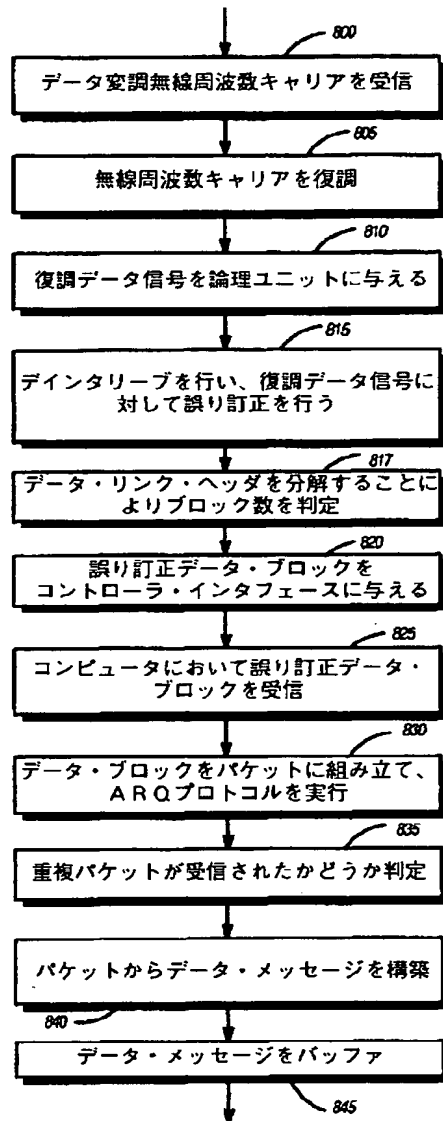 800
データ変調無線周波数キャリアを受信
805
無線周波数キャリアを復調
810
復調データ信号を論理ユニットに与える
815
デインタリーブを行い、復調データ信号に
対して誤り訂正を行う
817
データ・リンク・ヘッダを分解することに
よりブロック数を判定
820
誤り訂正データ・ブロックを
コントローラ・インタフェースに与える
825
コンピュータにおいて誤り訂正データ・
ブロックを受信
830
データ・ブロックをパケットに組み立て、
ARQプロトコルを実行
835
重複パケットが受信されたかどうか判定
パケットからデータ・メッセージを構築
840
データ・メッセージをバッファ
845